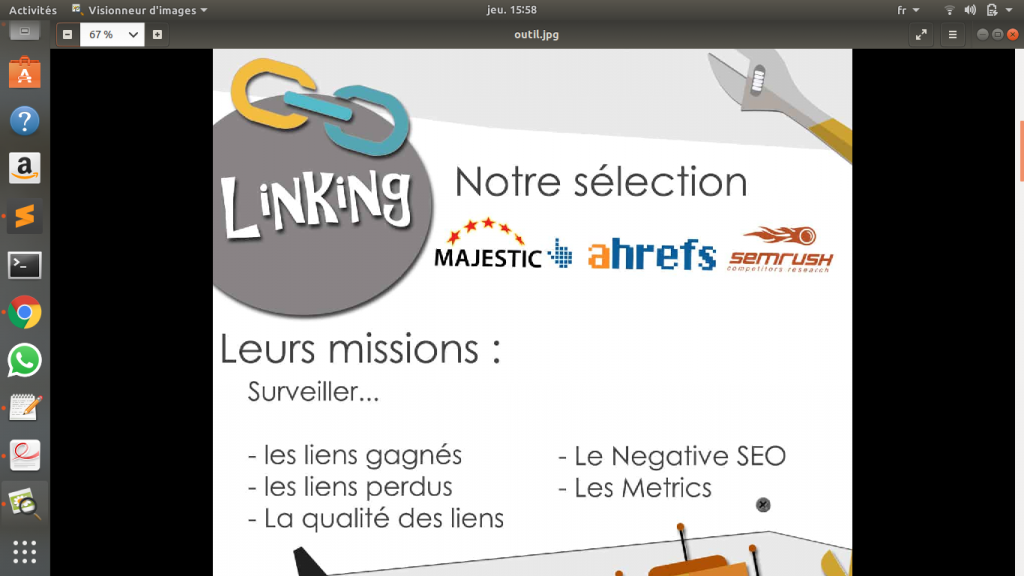 Activités
Visionneur d'images
jeu. 15:58
fr
67 %
outil.jpg
LiNKiNg
Notre sélection
MAJESTIC
ahrefs
semrush
competitors research
Leurs missions :
Surveiller...
- les liens gagnés
- les liens perdus
- La qualité des liens
- Le Negative SEO
- Les Metrics